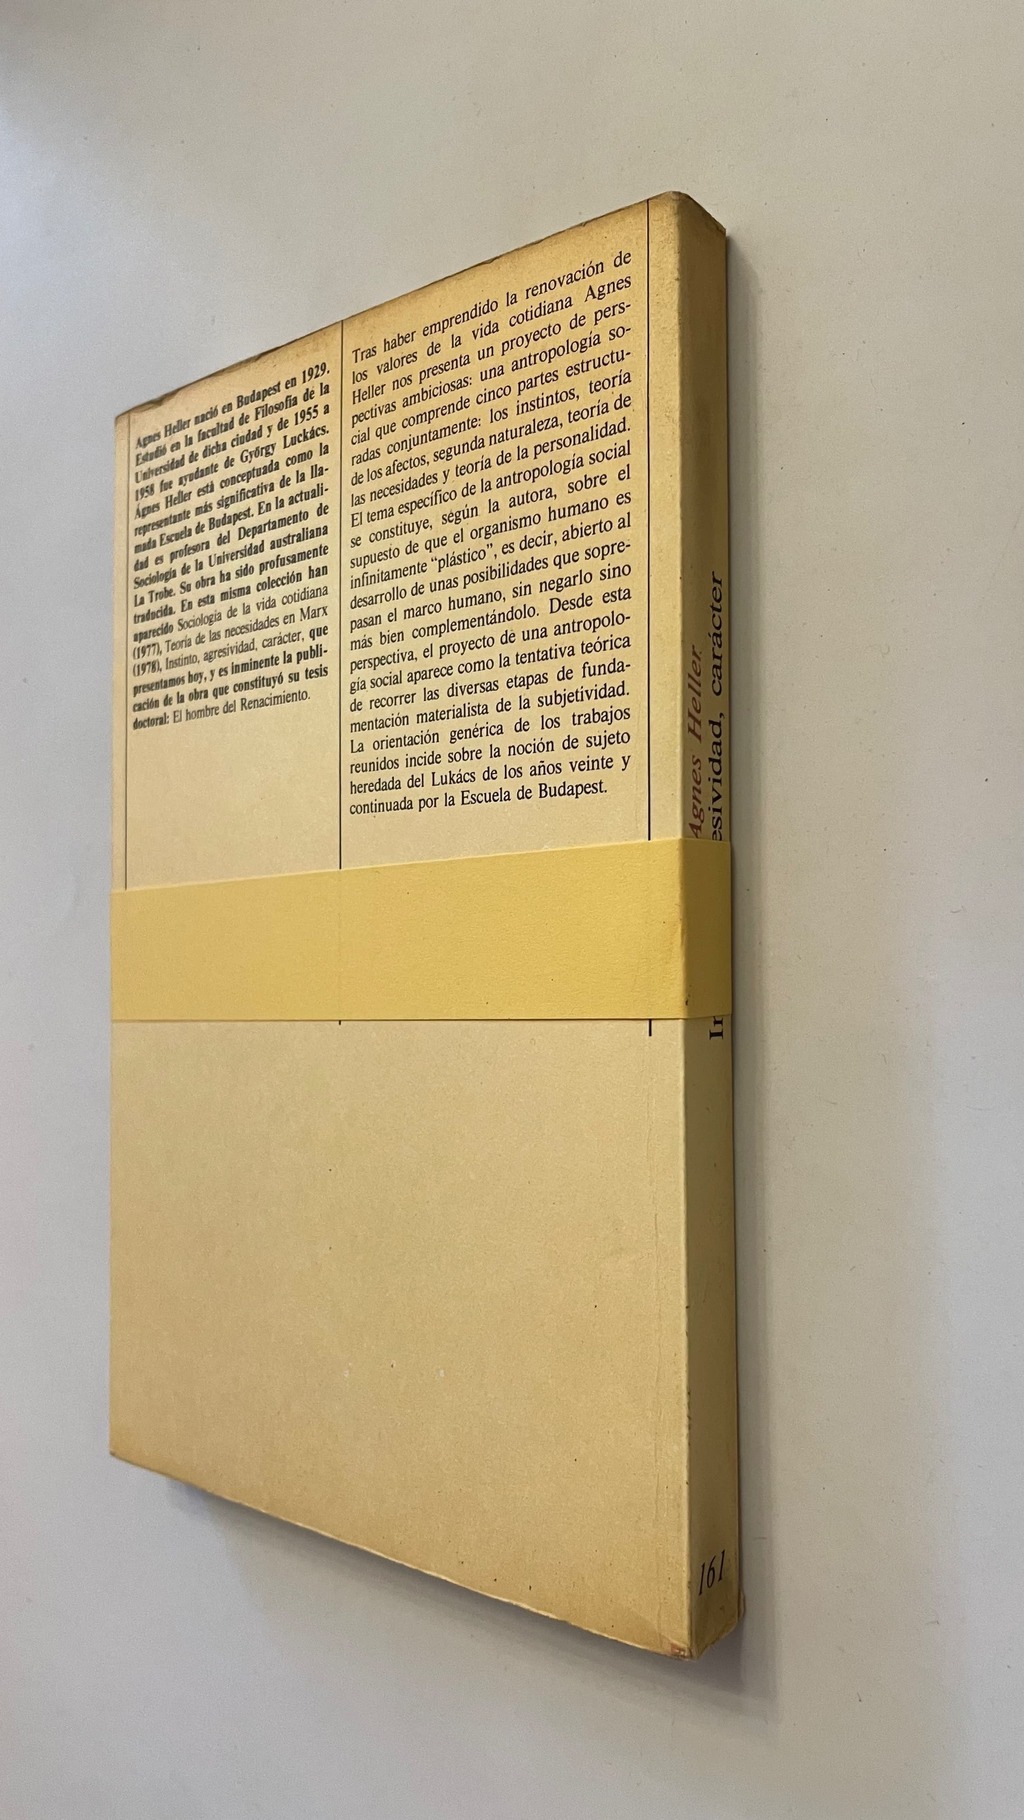 Agnes Heller nació en Budapest en 1929.
Estudió en la facultad de Filosofía de la
Universidad de dicha ciudad y de 1955 a
1958 fue ayudante de György Luckács.
Agnes Heller está conceptuada como la
representante más significativa de la lla-
mada Escuela de Budapest. En la actuali-
dad es profesora del Departamento de
Sociología de la Universidad australiana
La Trobe. Su obra ha sido profusamente
traducida. En esta misma colección han
aparecido Sociología de la vida cotidiana
(1977), Teoría de las necesidades en Marx
(1978), Instinto, agresividad, carácter, que
presentamos hoy, y es inminente la publi-
cación de la obra que constituyó su tesis
doctoral: El hombre del Renacimiento.
Tras haber emprendido la renovación de
los valores de la vida cotidiana Agnes
Heller nos presenta un proyecto de pers-
pectivas ambiciosas: una antropología so-
cial que comprende cinco partes estructu-
radas conjuntamente: los instintos, teoría
de los afectos, segunda naturaleza, teoría de
las necesidades y teoría de la personalidad.
El tema específico de la antropología social
se constituye, según la autora, sobre el
supuesto de que el organismo humano es
infinitamente “plástico”, es decir, abierto al
desarrollo de unas posibilidades que sopre-
pasan el marco humano, sin negarlo sino
más bien complementándolo. Desde esta
perspectiva, el proyecto de una antropolo-
gía social aparece como la tentativa teórica
de recorrer las diversas etapas de funda-
mentación materialista de la subjetividad.
La orientación genérica de los trabajos
reunidos incide sobre la noción de sujeto
heredada del Lukács de los años veinte y
continuada por la Escuela de Budapest.
Agnes Heller
In esividad, carácter
161